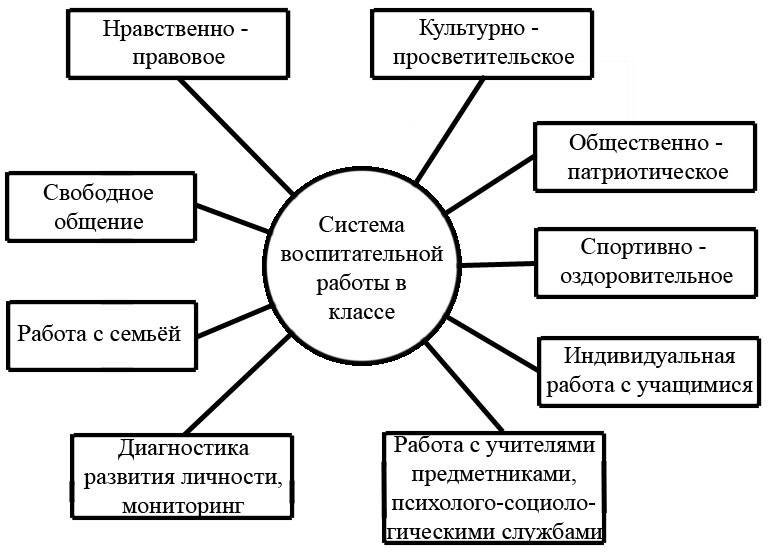 Нравственно -
правовое
Культурно -
просветительское
Общественно -
патриотическое
Свободное
общение
Система
воспитательной
работы в
классе
Спортивно -
оздоровительное
Работа с семьёй
Индивидуальная
работа с учащимися
Диагностика
развития личности,
мониторинг
Работа с учителями
предметниками,
психолого-социоло-
гическими службами